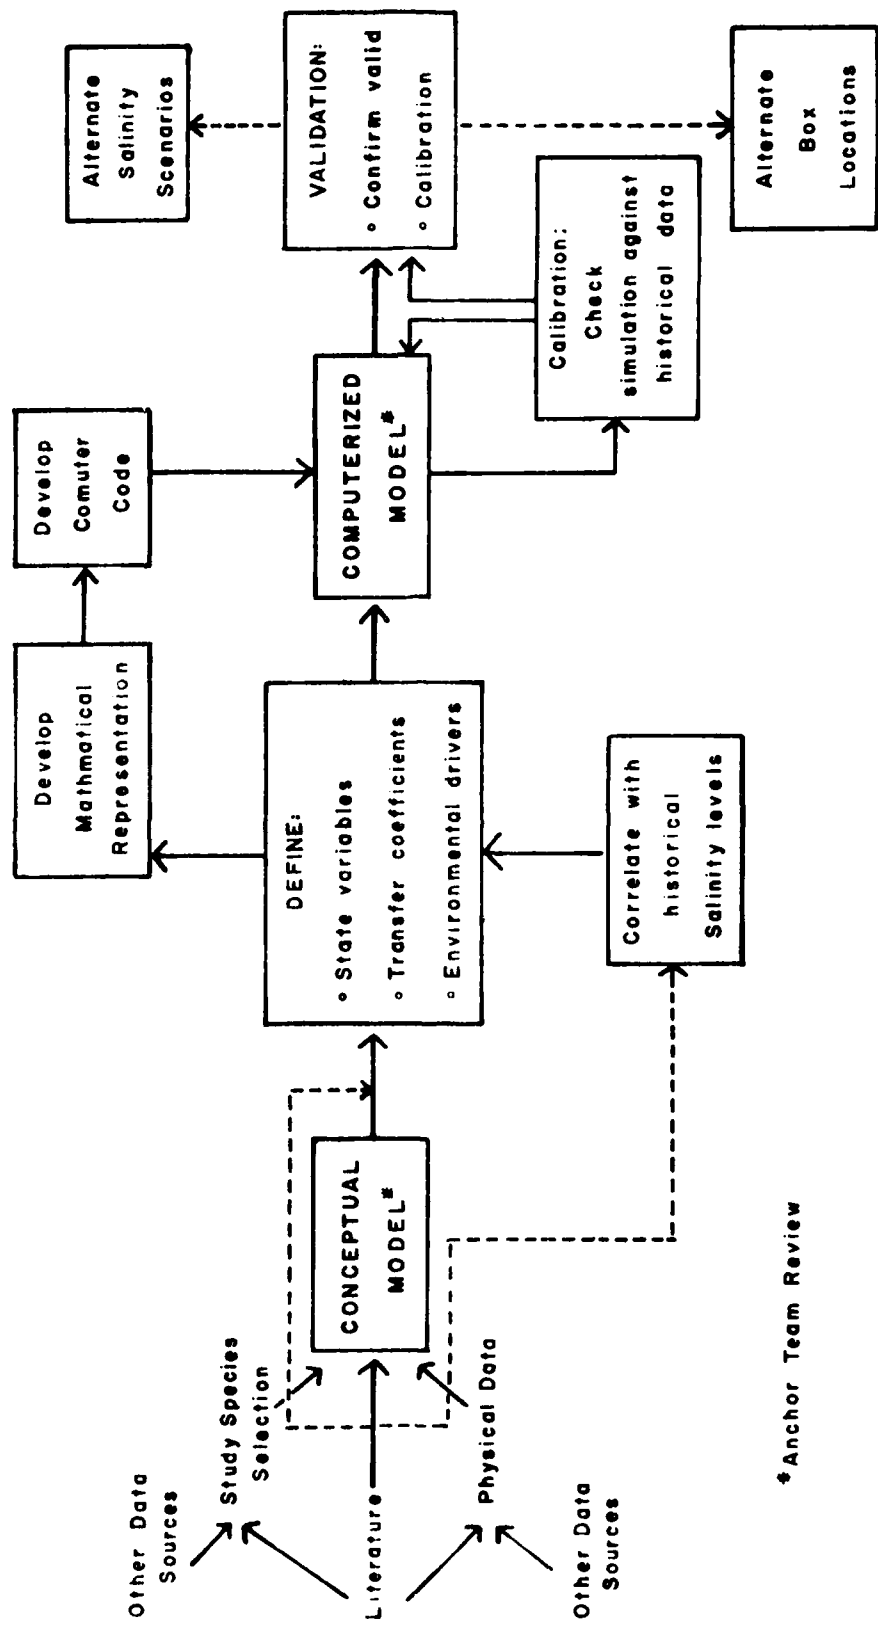 Other Data
Sources
Study Species
Selection
Literature
Physical Data
Other Data
Sources
CONCEPTUAL
MODEL*
DEFINE:
° State variables
° Transfer coefficients
° Environmental drivers
Correlate with
historical
Salinity levels
Develop
Mathmatical
Representation
Develop
Comuter
Code
COMPUTERIZED
MODEL*
Calibration:
Check
simulation against
historical data
VALIDATION:
° Confirm valid
° Calibration
Alternate
Salinity
Scenarios
Alternate
Box
Locations
*Anchor Team Review